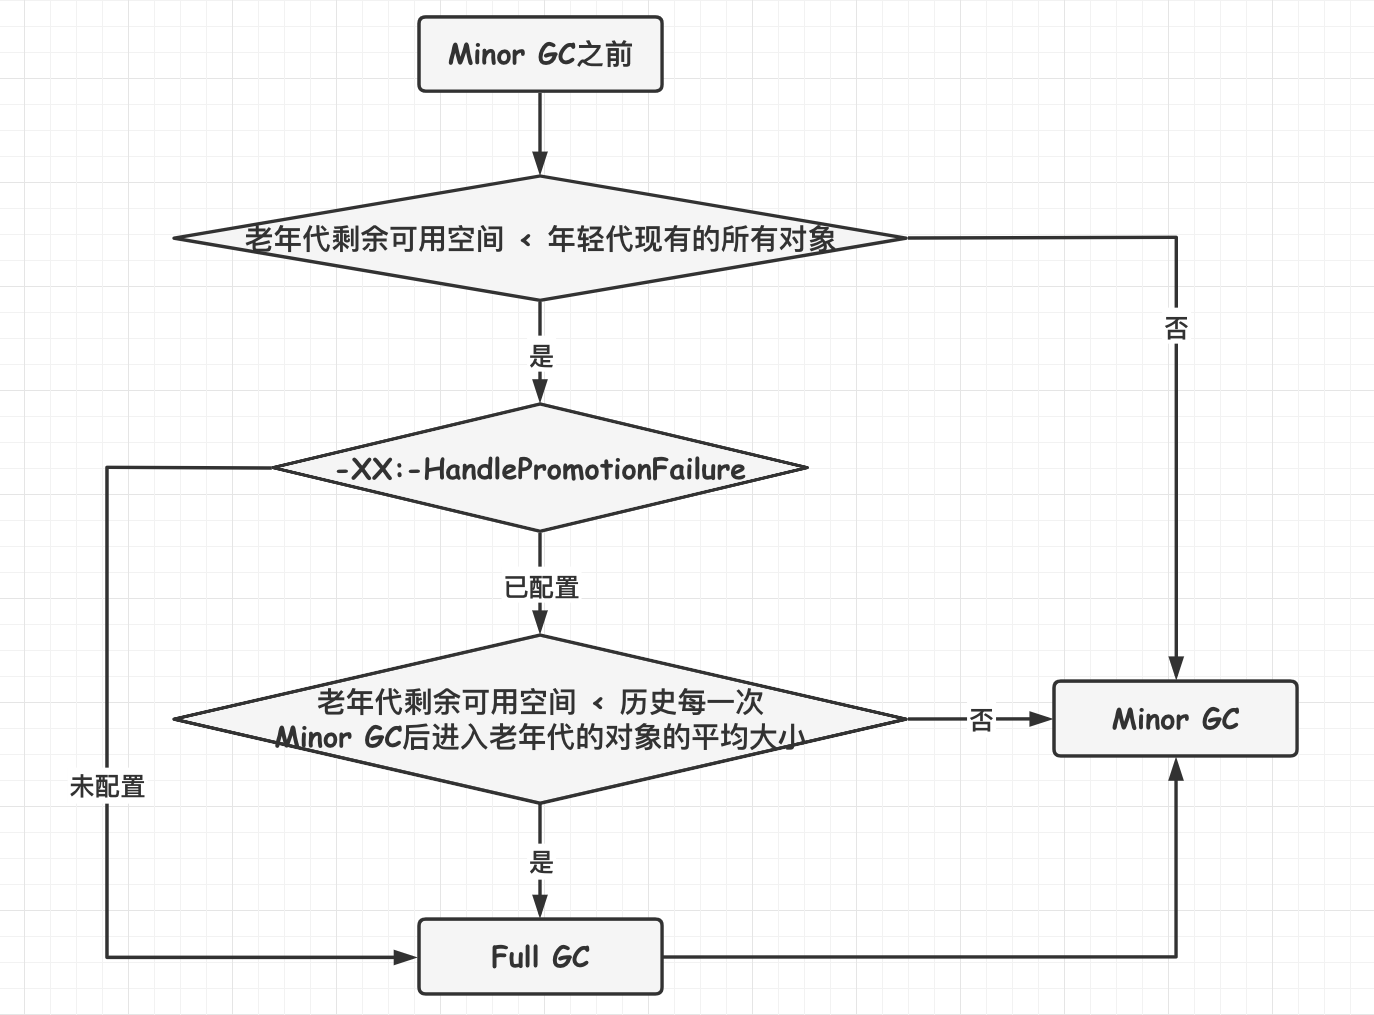 Minor GC之前
老年代剩余可用空间 < 年轻代现有的所有对象
否
是
-XX:-HandlePromotionFailure
已配置
老年代剩余可用空间 < 历史每一次
Minor GC后进入老年代的对象的平均大小
否
Minor GC
未配置
是
Full GC